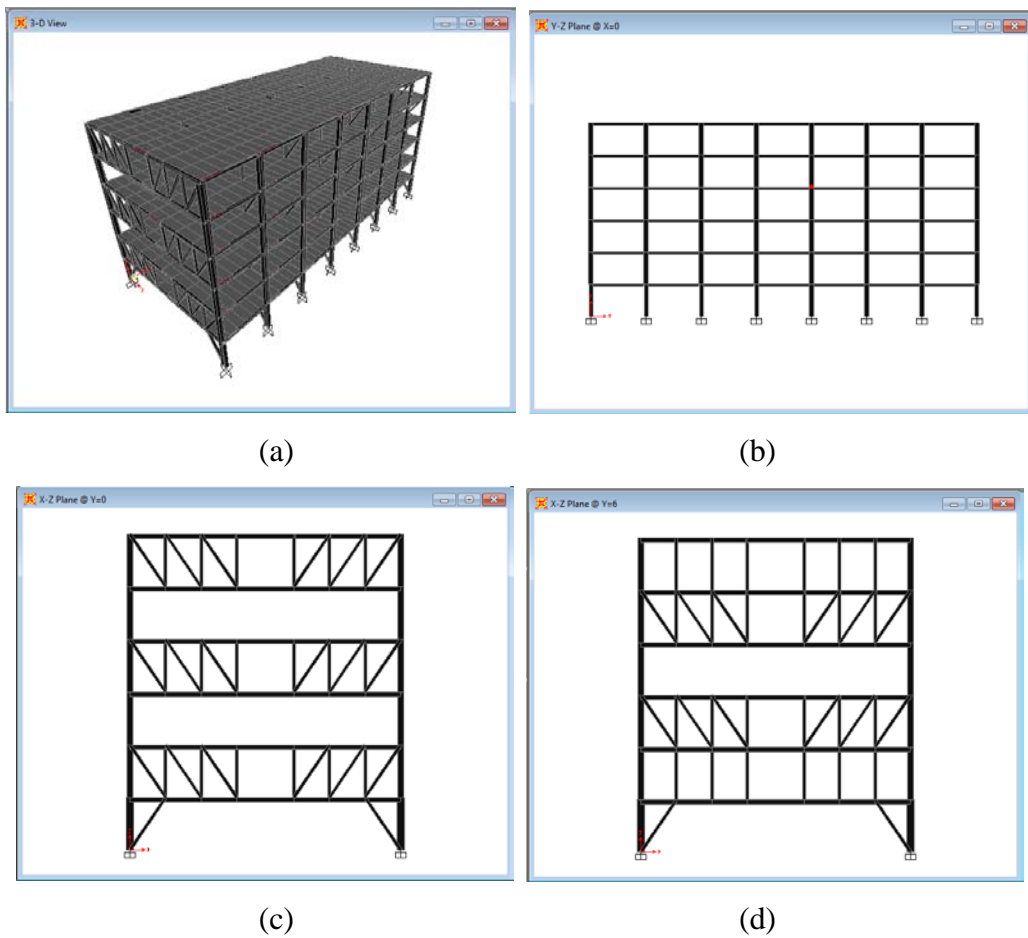 3-D View
Y-Z Plane @ X=0
(a)
(b)
X-Z Plane @ Y=0
X-Z Plane @ Y=6
(c)
(d)